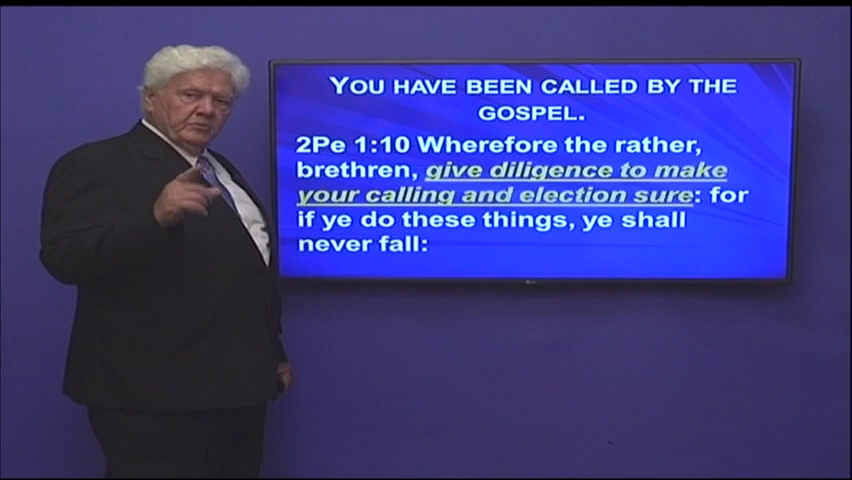 YOU HAVE BEEN CALLED BY THE
GOSPEL.
2Pe 1:10 Wherefore the rather,
brethren, give diligence to make
your calling and election sure: for
if ye do these things, ye shall
never fall: